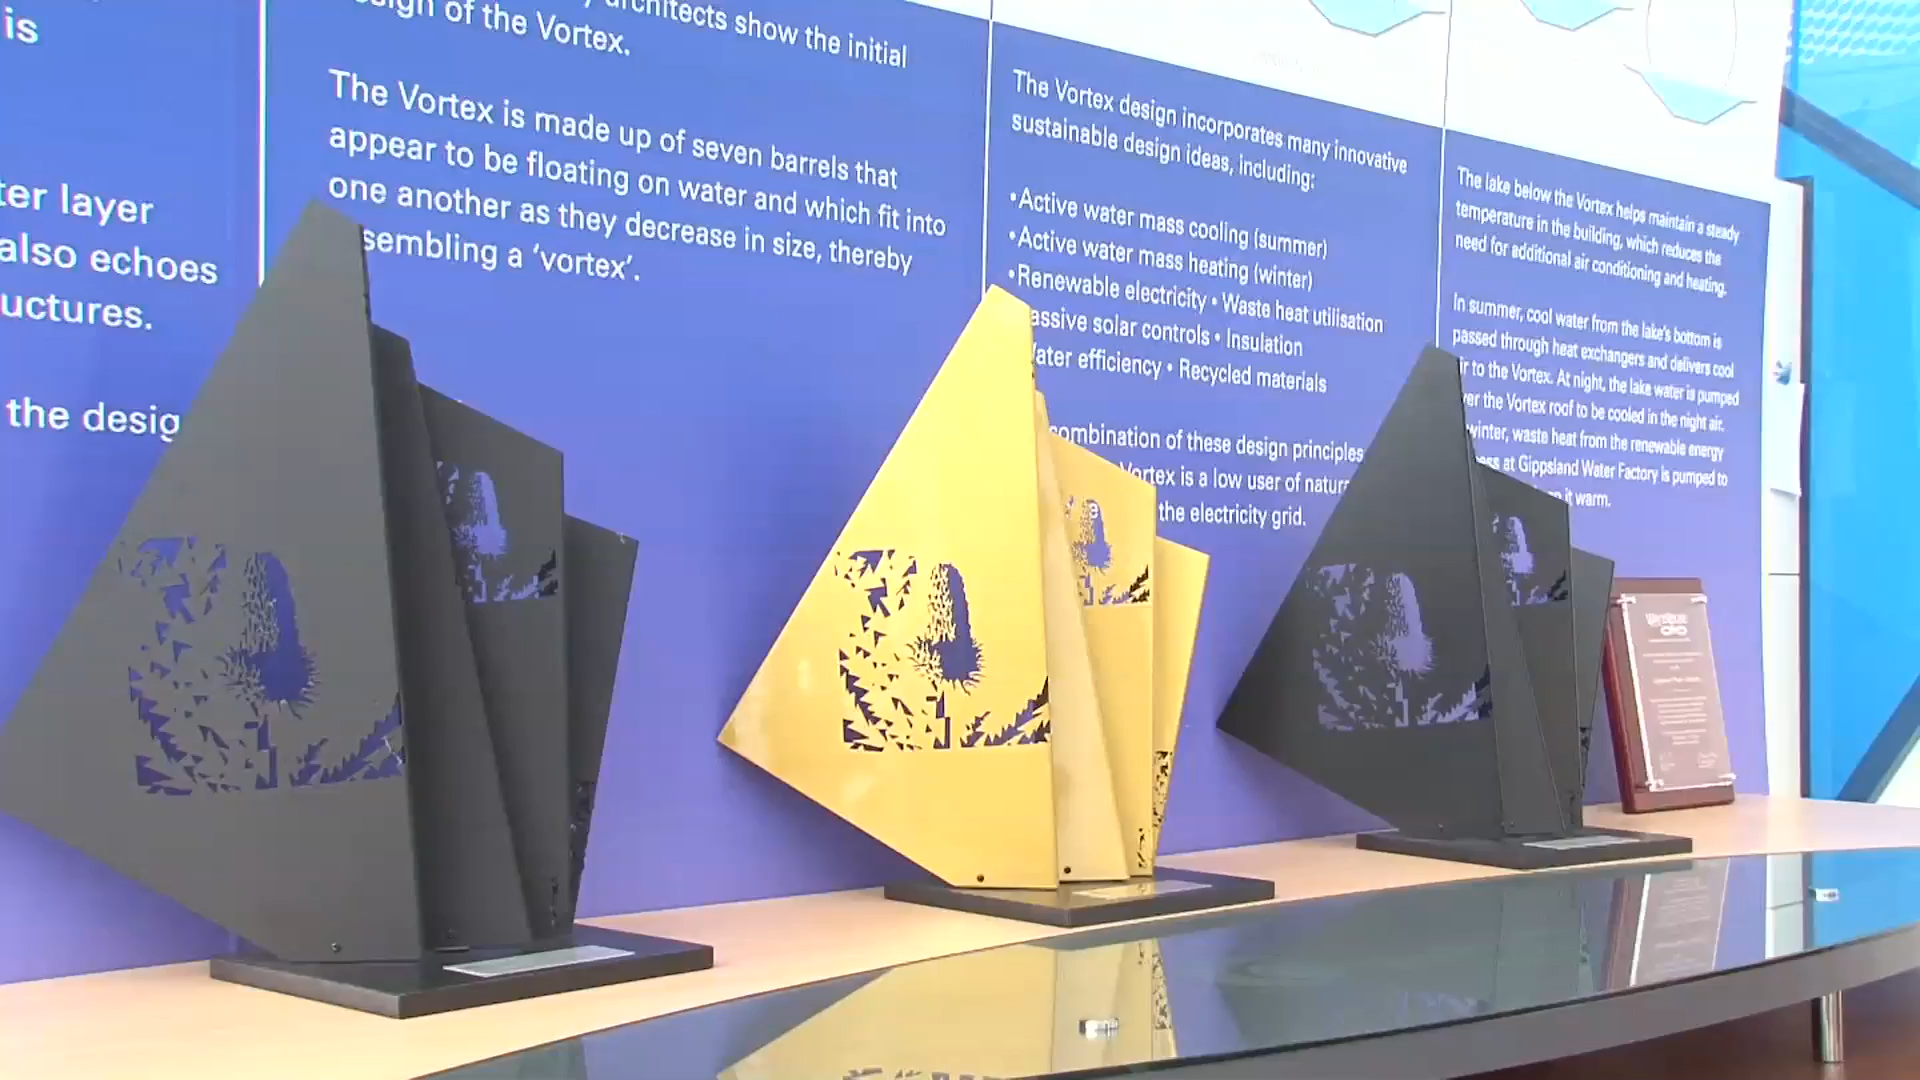 is
ter layer
also echoes
uctures.
the desig
architects show the initial
sign of the Vortex.
The Vortex is made up of seven barrels that
appear to be floating on water and which fit into
one another as they decrease in size, thereby
sembling a ‘vortex’.
The Vortex design incorporates many innovative
sustainable design ideas, including:
•Active water mass cooling (summer)
•Active water mass heating (winter)
•Renewable electricity • Waste heat utilisation
assive solar controls • Insulation
ater efficiency • Recycled materials
combination of these design principles
Vortex is a low user of natur
the electricity grid.
The lake below the Vortex helps maintain a steady
temperature in the building, which reduces the
need for additional air conditioning and heating.
In summer, cool water from the lake's bottom is
passed through heat exchangers and delivers cool
ir to the Vortex. At night, the lake water is pumped
ver the Vortex roof to be cooled in the night air.
winter, waste heat from the renewable energy
ess at Gippsland Water Factory is pumped to
it warm.